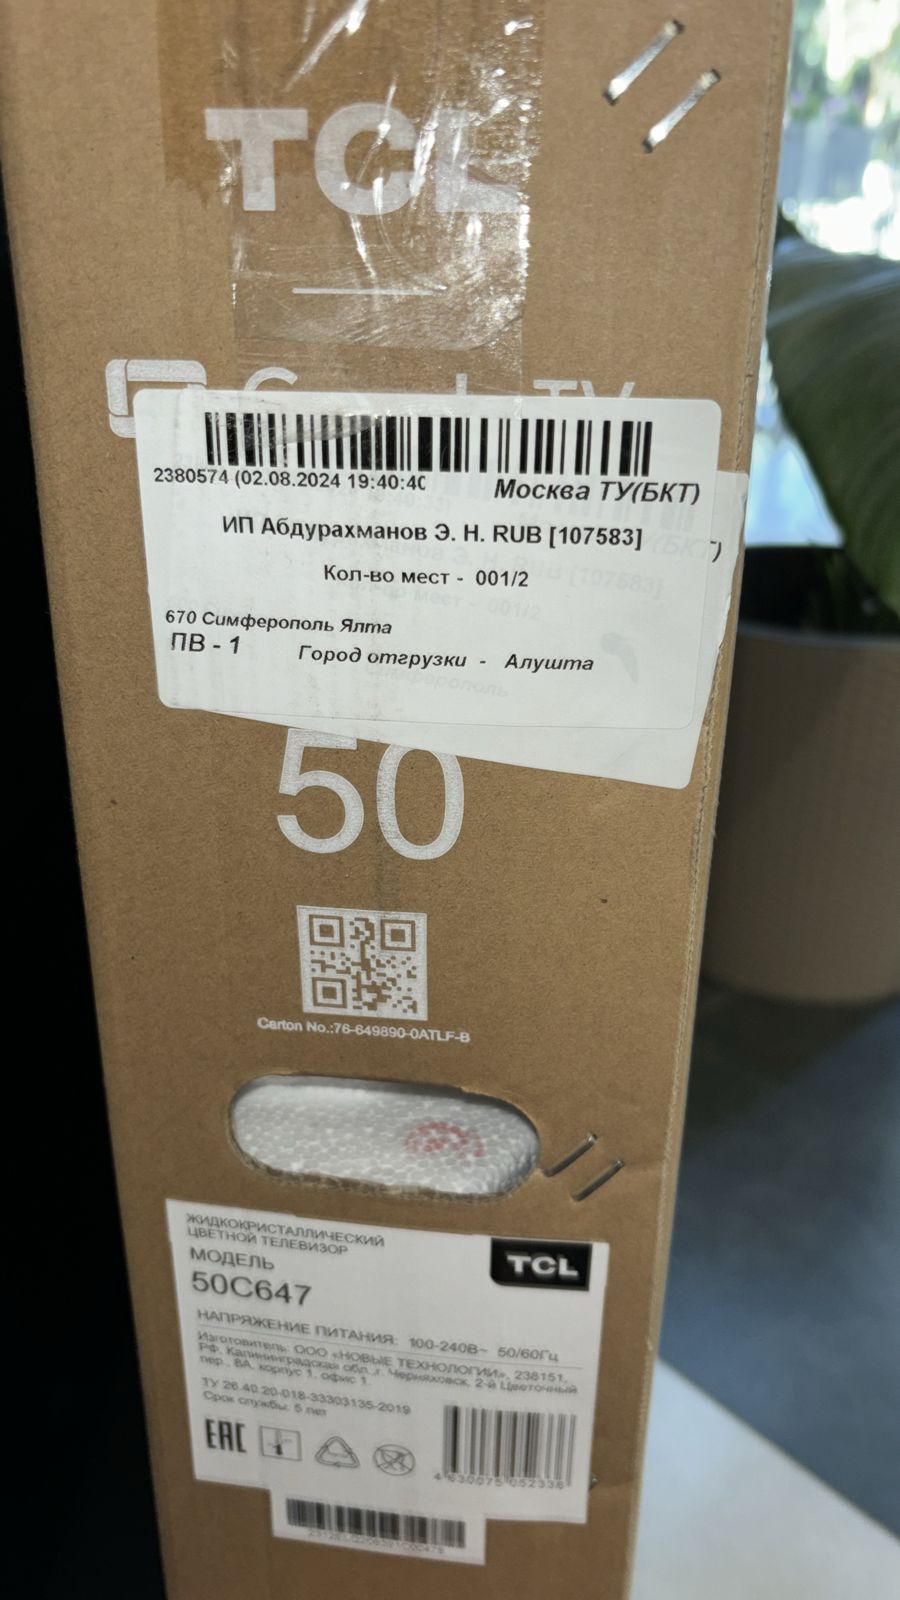 TCL
2380574 (02.08.2024 19:40:40
Москва ТУ(БКТ)
ИП Абдурахманов Э. Н. RUB [107583]
Кол-во мест - 001/2
670 Симферополь Ялта
ПВ - 1
Город отгрузки - Алушта
50
Carton No.:76-649890-0ATLF-B
ЖИДКОКРИСТАЛЛИЧЕСКИЙ
ЦВЕТНОЙ ТЕЛЕВИЗОР
TCL
МОДЕЛЬ
50C647
НАПРЯЖЕНИЕ ПИТАНИЯ: 100-240В~ 50/60Гц
Изготовитель: ООО «НОВЫЕ ТЕХНОЛОГИИ», 238151,
РФ, Калининградская обл., г. Черняховск, 2-й Цветочный
пер., 8А, корпус 1, офис 1.
ТУ 26.40.20-018-33303135-2019
Срок службы: 5 лет
EAC
4 630075 052336